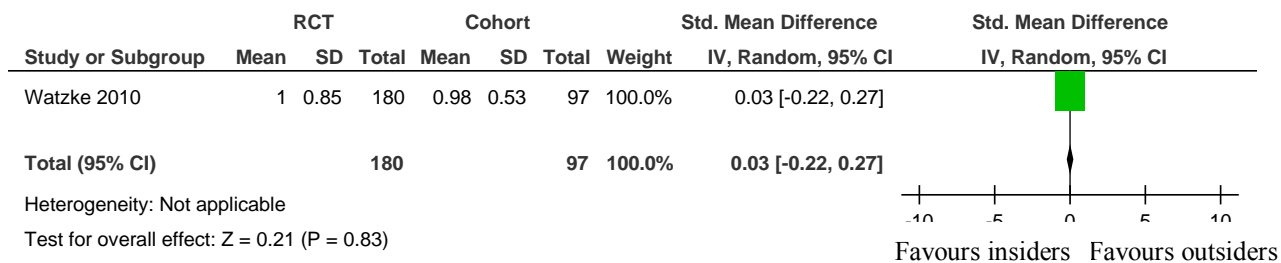 RCT Cohort Std. Mean Difference Std. Mean Difference
Study or Subgroup Mean SD Total Mean SD Total Weight IV, Random, 95% CI IV, Random, 95% CI
Watzke 2010 1 0.85 180 0.98 0.53 97 100.0% 0.03 [-0.22, 0.27]
Total (95% CI) 180 97 100.0% 0.03 [-0.22, 0.27]
Heterogeneity: Not applicable
-10 -5 0 5 10
Test for overall effect: Z = 0.21 (P = 0.83)
Favours insiders Favours outsiders